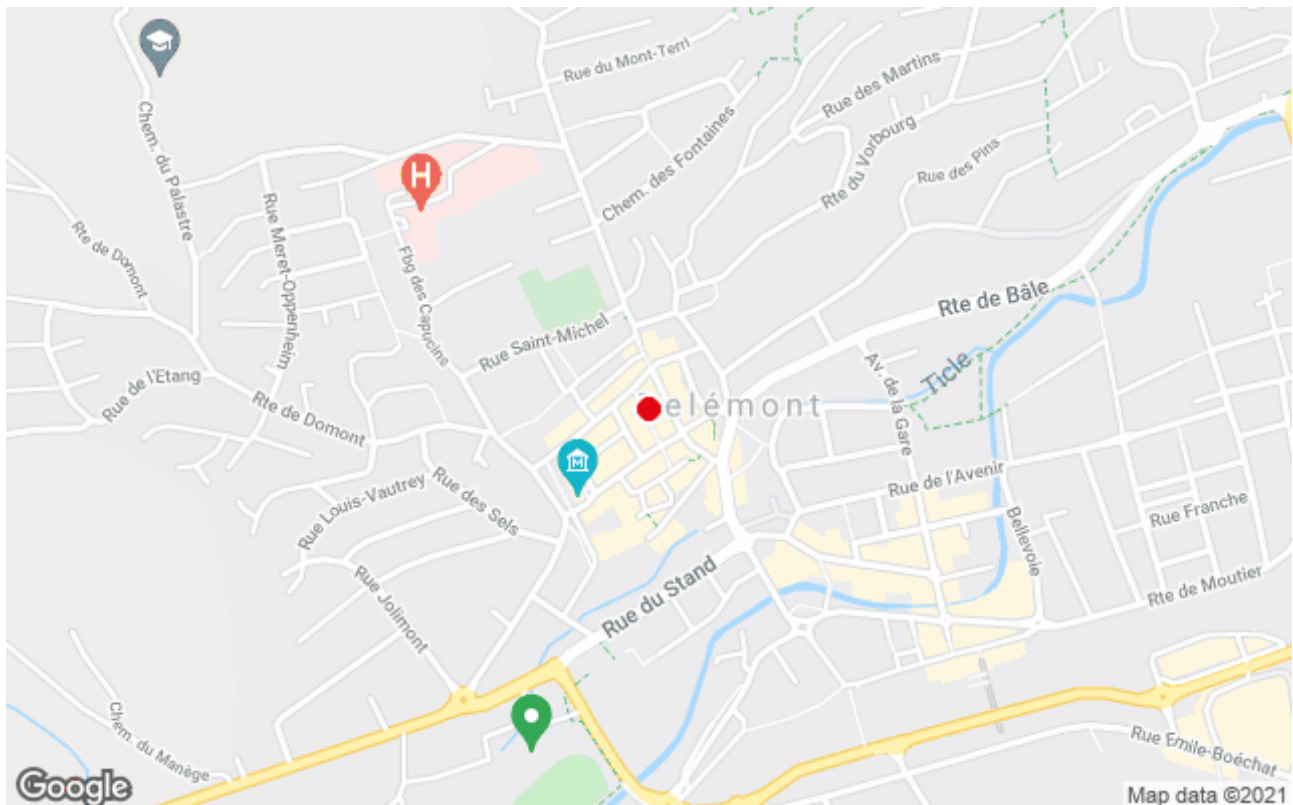 Rue du Mont-Terri
Rue des Martins
Chem. du Palastre
Chem. des Fontaines
Rte du Vorbourg
Rue des Pins
H
Rue Meret-Oppenheim
Rte de Domont
Fbg des Capucins
Rte de Bâle
Rue Saint-Michel
Ticle
Av. de la Gare
Rue de l'Etang
Rte de Domont
elémont
M
Rue de l'Avenir
Rue Louis-Vautrey
Rue des Sels
Rue Franche
Bellevoie
Rue du Stand
Rte de Moutier
Rue Jolimont
Chem. du Manège
Rue Emile-Boéchat
Google
Map data ©2021